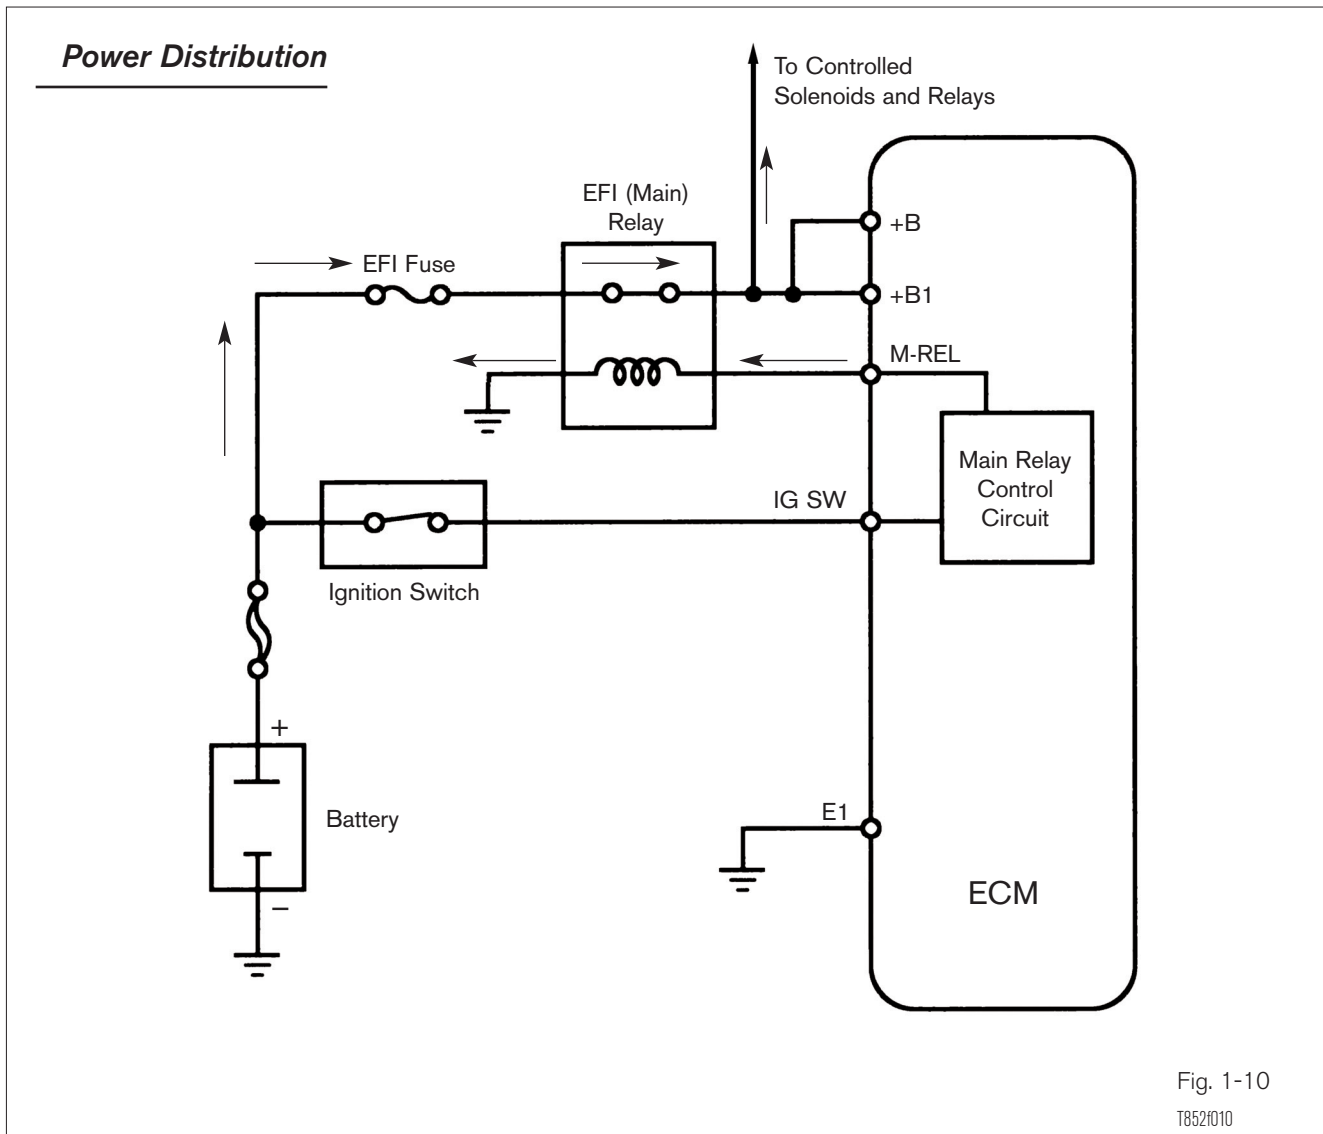 Power Distribution
To Controlled
Solenoids and Relays
EFI (Main)
Relay
EFI Fuse
+B
+B1
M-REL
Main Relay
Control
Circuit
IG SW
Ignition Switch
+
Battery
–
E1
ECM
Fig. 1-10
T852f010